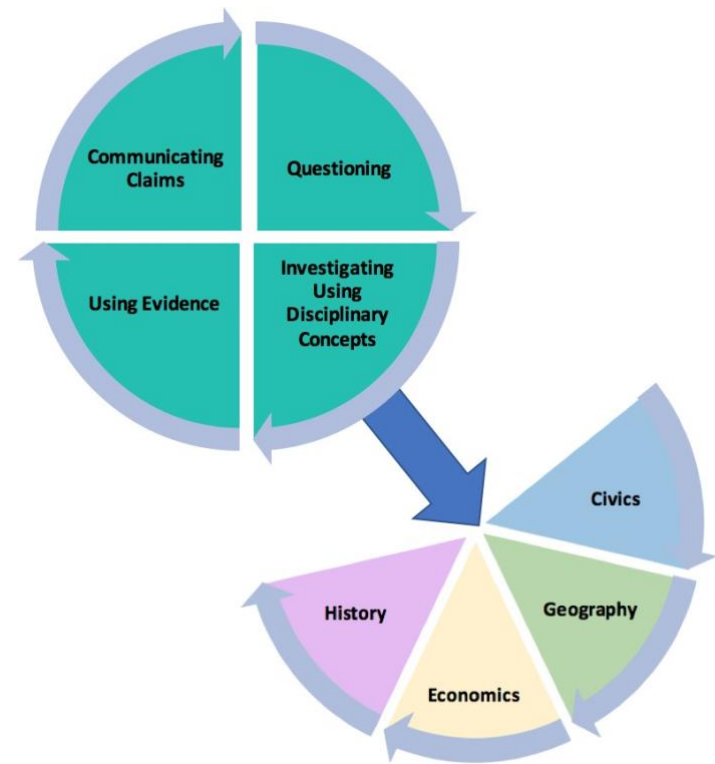 Communicating
Claims
Questioning
Using Evidence
Investigating
Using
Disciplinary
Concepts
Civics
Geography
Economics
History